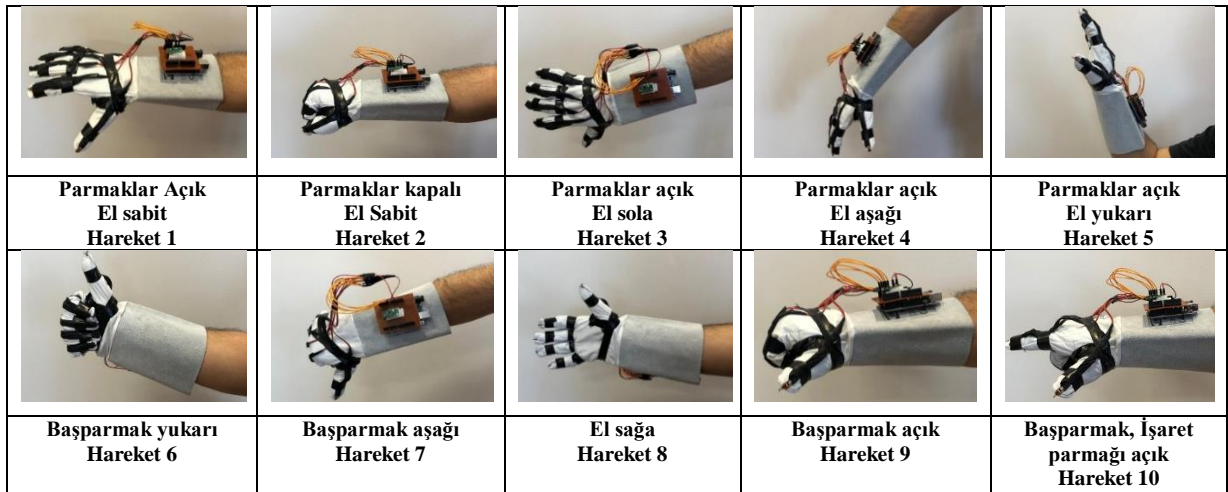 Parmaklar Açık
El sabit
Hareket 1
Parmaklar kapalı
El Sabit
Hareket 2
Parmaklar açık
El sola
Hareket 3
Parmaklar açık
El aşağı
Hareket 4
Parmaklar açık
El yukarı
Hareket 5
Başparmak yukarı
Hareket 6
Başparmak aşağı
Hareket 7
El sağa
Hareket 8
Başparmak açık
Hareket 9
Başparmak, İşaret
parmağı açık
Hareket 10